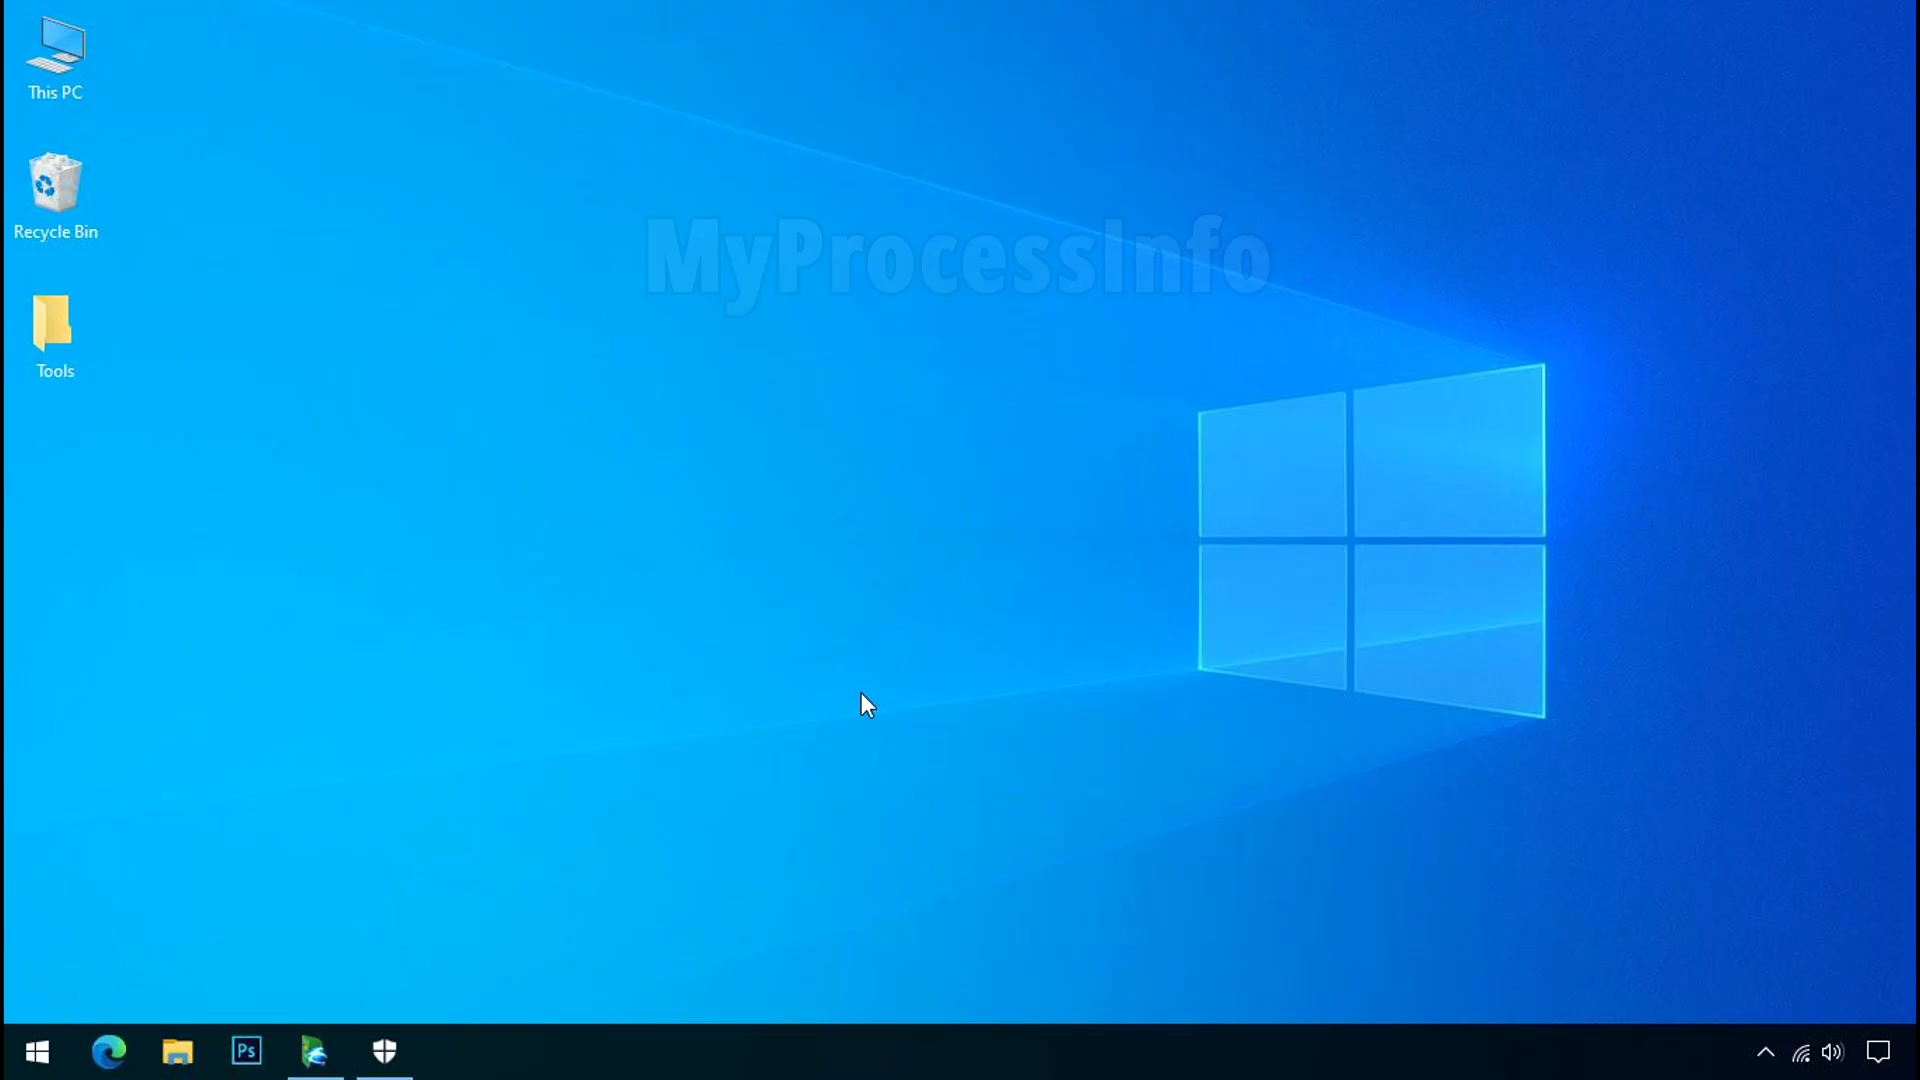 This PC
Recycle Bin
Tools
MyProcessInfo
Ps